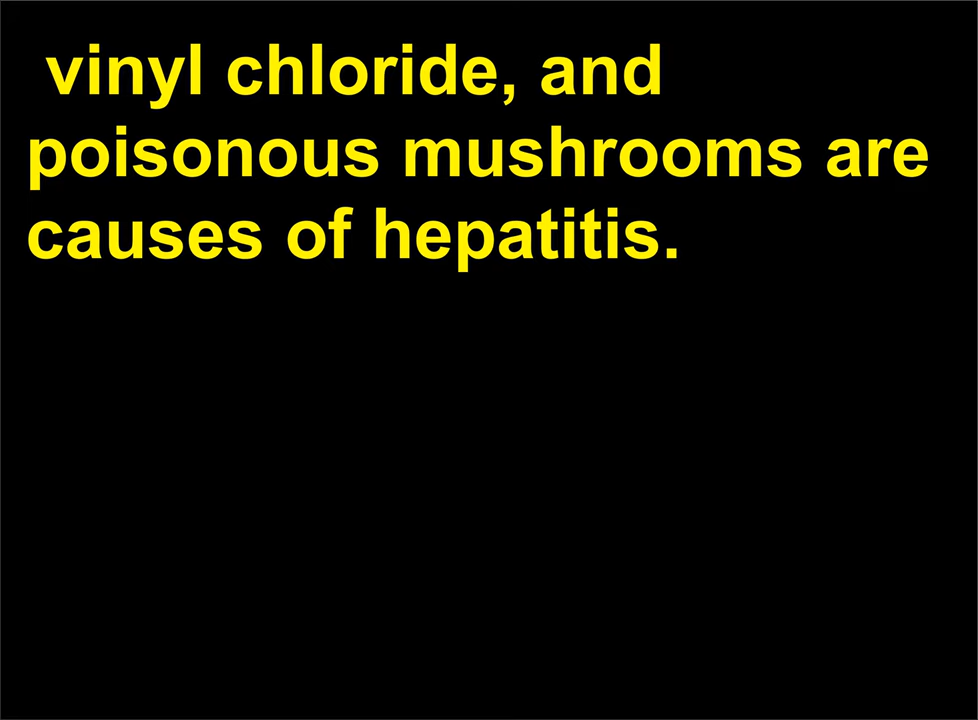 vinyl chloride, and
poisonous mushrooms are
causes of hepatitis.